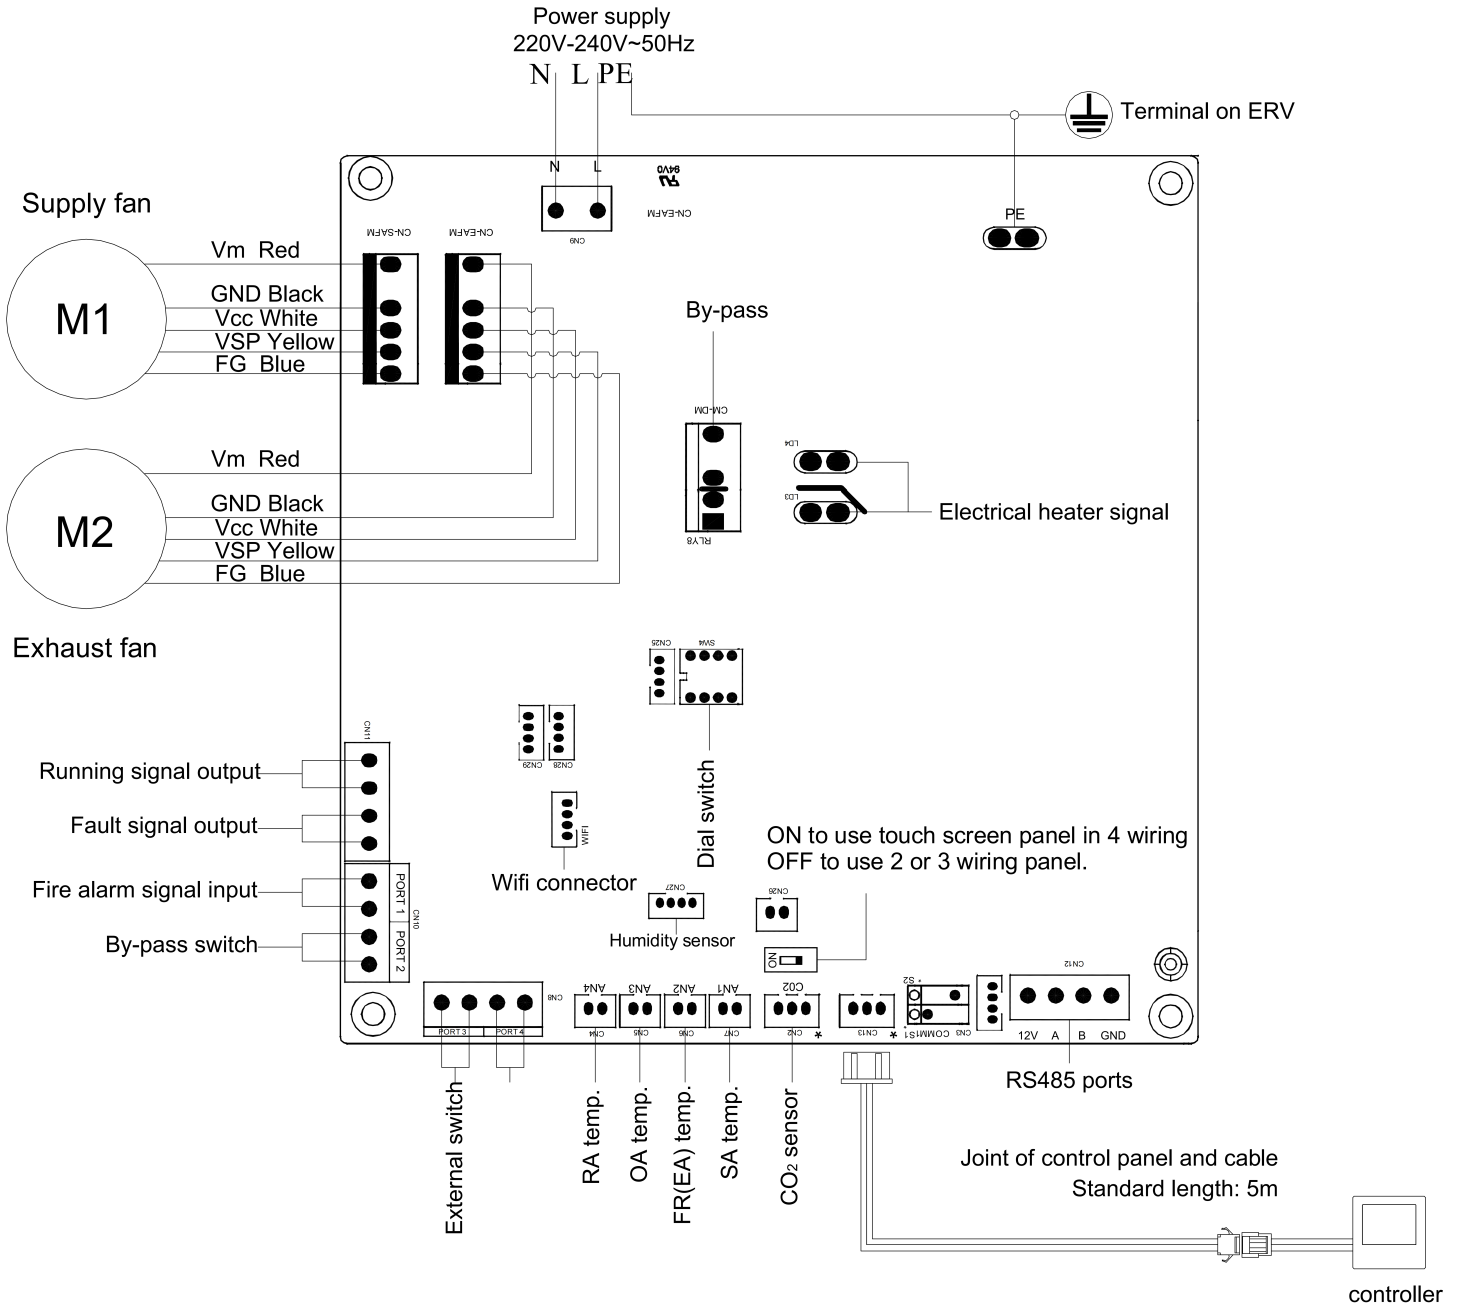 Power supply
220V-240V~50Hz
N L PE
Terminal on ERV
N L
94V0
CN-EAFM
PE
CN9
Supply fan
M1
Vm Red
GND Black
Vcc White
VSP Yellow
FG Blue
CN-SAFM
CN-EAFM
By-pass
CM-DM
RLY8
LD4
LD3
Electrical heater signal
M2
Vm Red
GND Black
Vcc White
VSP Yellow
FG Blue
Exhaust fan
CN25
SW4
CN29
CN28
Dial switch
WIFI
Wifi connector
CN11
Running signal output
Fault signal output
Fire alarm signal input
By-pass switch
PORT 1
PORT 2
CN10
ON to use touch screen panel in 4 wiring
OFF to use 2 or 3 wiring panel.
CN27
Humidity sensor
CN26
ON
CN8
PORT 3
PORT 4
External switch
AN4
CN4
RA temp.
AN3
CN5
OA temp.
AN2
CN6
FR(EA) temp.
AN1
CN7
SA temp.
CO2
CN2
*
CO2 sensor
CN13
*
S2
*
COMM1S1
CN3
CN12
12V A B GND
RS485 ports
Joint of control panel and cable
Standard length: 5m
controller